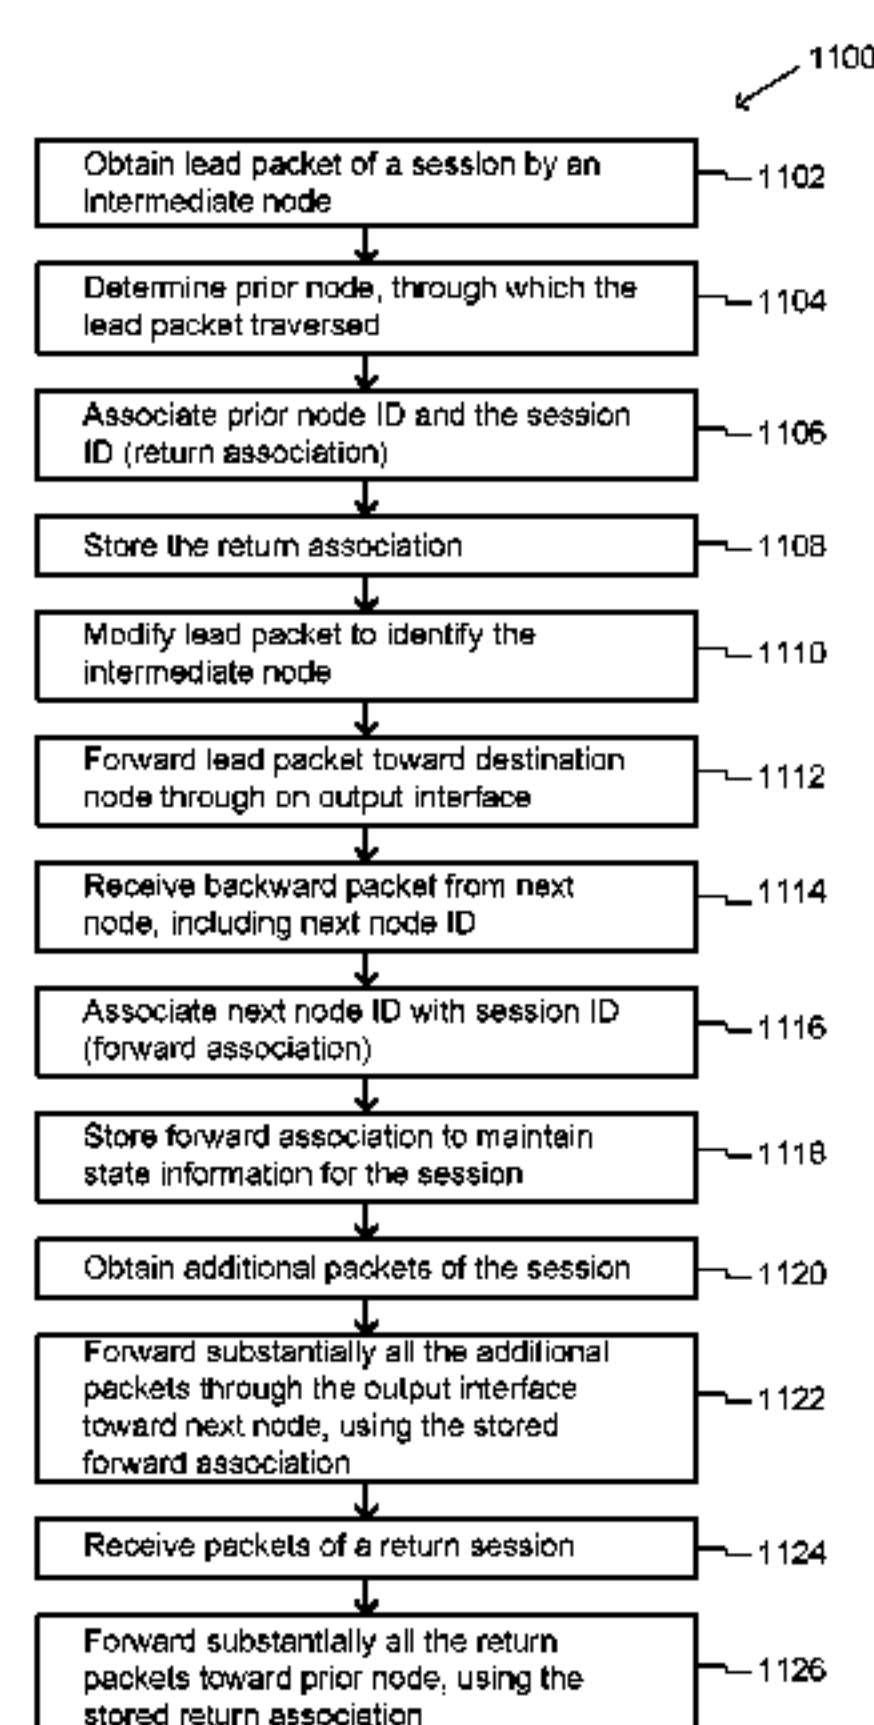 1100
Obtain lead packet of a session by an
intermediate node
1102
Determine prior node, through which the
lead packet traversed
1104
Associate prior node ID and the session
ID (return association)
1106
Store the return association
1108
Modify lead packet to identify the
intermediate node
1110
Forward lead packet toward destination
node through on output interface
1112
Receive backward packet from next
node, including next node ID
1114
Associate next node ID with session ID
(forward association)
1116
Store forward association to maintain
state information for the session
1118
Obtain additional packets of the session
1120
Forward substantially all the additional
packets through the output interface
toward next node, using the stored
forward association
1122
Receive packets of a return session
1124
Forward substantially all the return
packets toward prior node, using the
stored return association
1126